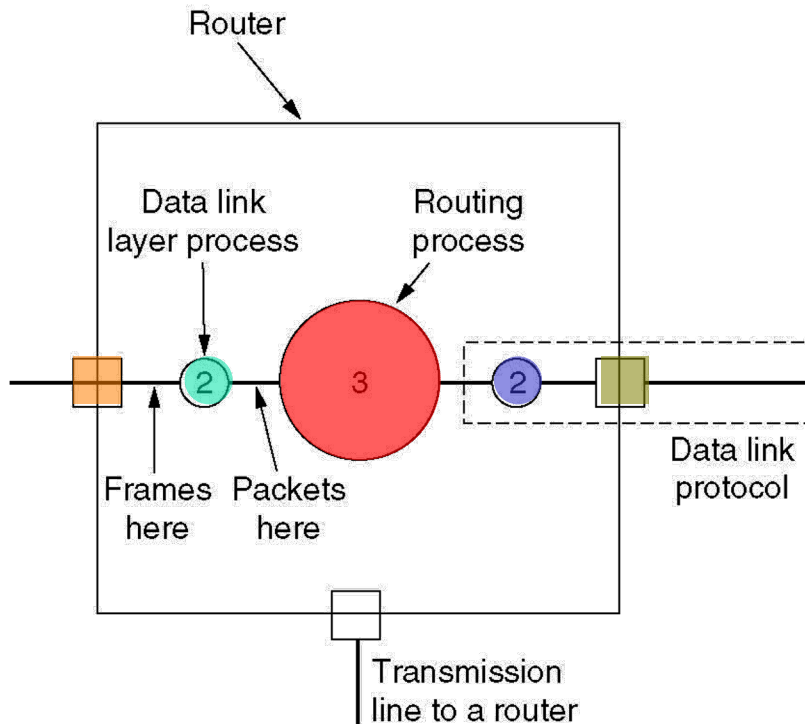 Router
Data link
layer process
Routing
process
2
3
2
Frames
here
Packets
here
Data link
protocol
Transmission
line to a router